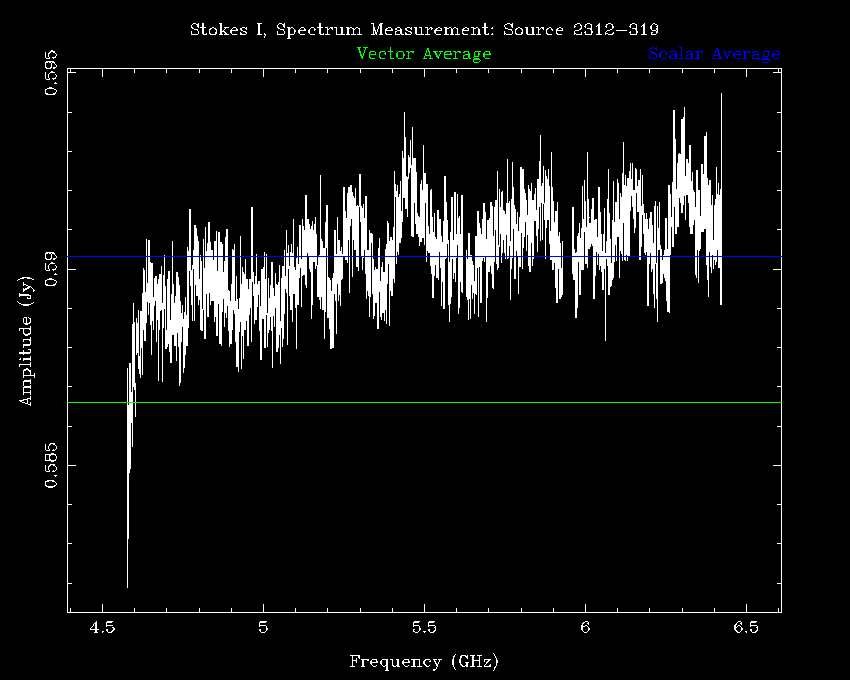 Stokes I, Spectrum Measurement: Source 2312-319
Vector Average Scalar Average
0.595
0.59
0.585
Amplitude (Jy)
4.5 5 5.5 6 6.5
Frequency (GHz)